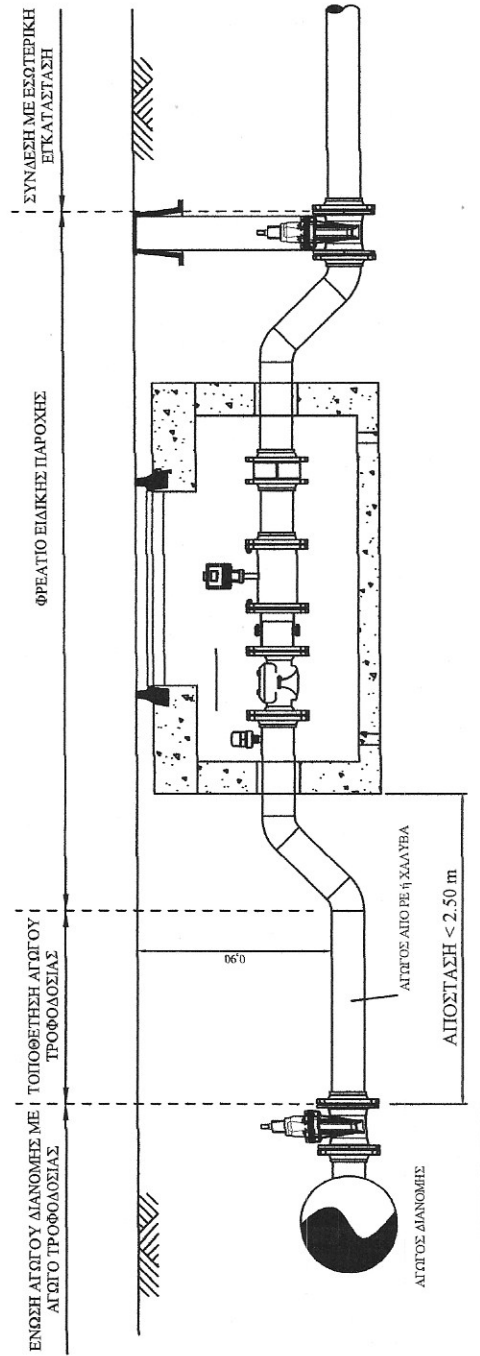 ΕΝΩΣΗ ΑΓΩΓΟΥ ΔΙΑΝΟΜΗΣ ΜΕ
ΑΓΩΓΟ ΤΡΟΦΟΔΟΣΙΑΣ
ΤΟΠΟΘΕΤΗΣΗ ΑΓΩΓΟΥ
ΤΡΟΦΟΔΟΣΙΑΣ
ΦΡΕΑΤΙΟ ΕΙΔΙΚΗΣ ΠΑΡΟΧΗΣ
ΣΥΝΔΕΣΗ ΜΕ ΕΣΩΤΕΡΙΚΗ
ΕΓΚΑΤΑΣΤΑΣΗ
0,90
ΑΓΩΓΟΣ ΔΙΑΝΟΜΗΣ
ΑΓΩΓΟΣ ΑΠΟ ΡΕ ή ΧΑΛΥΒΑ
ΑΠΟΣΤΑΣΗ < 2.50 m